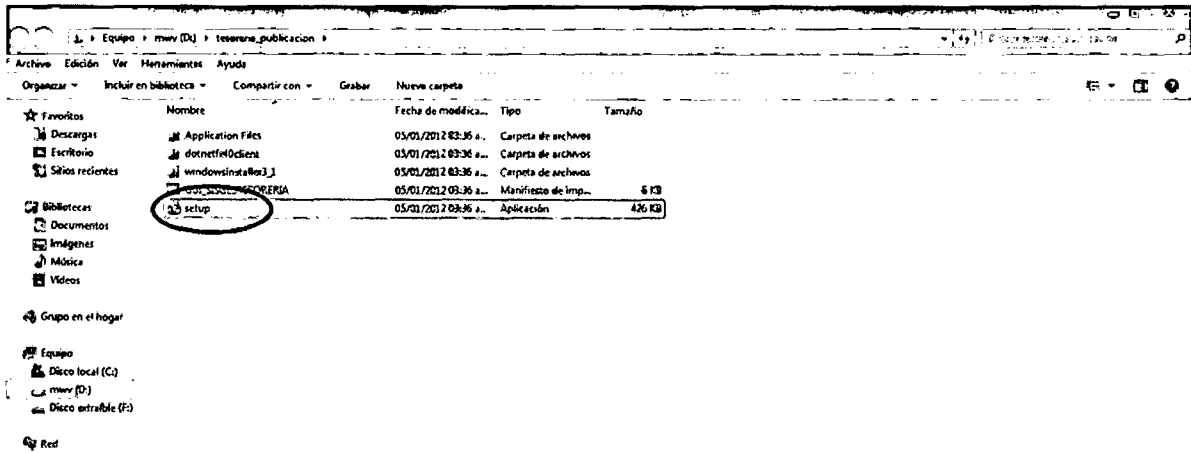 Equipo ▸ mwv (D:) ▸ tesoreria_publicacion ▸
Archivo Edición Ver Herramientas Ayuda
Organizar Incluir en biblioteca Compartir con Grabar Nueva carpeta
Nombre Fecha de modifica... Tipo Tamaño
Favoritos
Descargas
Escritorio
Sitios recientes
Bibliotecas
Documentos
Imágenes
Música
Vídeos
Grupo en el hogar
Equipo
Disco local (C:)
mwv (D:)
Disco extraíble (F:)
Red
Application Files 05/01/2012 03:36 a... Carpeta de archivos
dotnetfx40client 05/01/2012 03:36 a... Carpeta de archivos
windowsinstaller3_1 05/01/2012 03:36 a... Carpeta de archivos
05/01/2012 03:36 a... Manifiesto de imp... 6 KB
setup 05/01/2012 03:36 a... Aplicación 426 KB